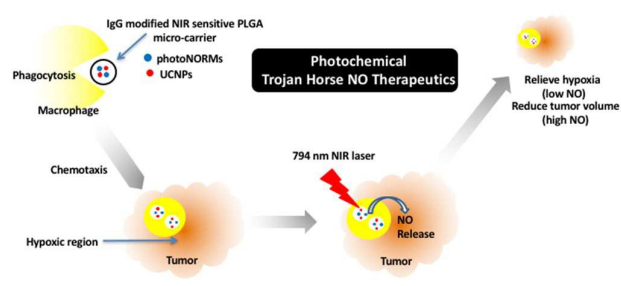 IgG modified NIR sensitive PLGA
micro-carrier
photoNORMs
UCNPs
Phagocytosis
Macrophage
Photochemical
Trojan Horse NO Therapeutics
Relieve hypoxia
(low NO)
Reduce tumor volume
(high NO)
Chemotaxis
794 nm NIR laser
Hypoxic region
Tumor
NO
Release
Tumor